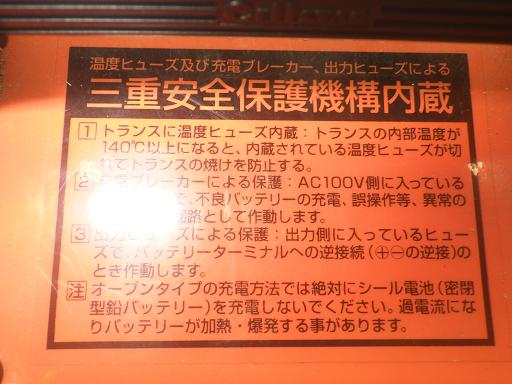 温度ヒューズ及び充電ブレーカー、出力ヒューズによる
三重安全保護機構内蔵
1 トランスに温度ヒューズ内蔵:トランスの内部温度が
140℃以上になると、内蔵されている温度ヒューズが切
れてトランスの焼けを防止する。
2 ブレーカーによる保護:AC100V側に入っている
で、不良バッテリーの充電、誤操作等、異常の
回路として作動します。
3 出力ヒューズによる保護:出力側に入っているヒュー
ズで、バッテリーターミナルへの逆接続(⊕⊖の逆接)の
とき作動します。
注 オープンタイプの充電方法では絶対にシール電池(密閉
型鉛バッテリー)を充電しないでください。過電流にな
りバッテリーが加熱・爆発する事があります。